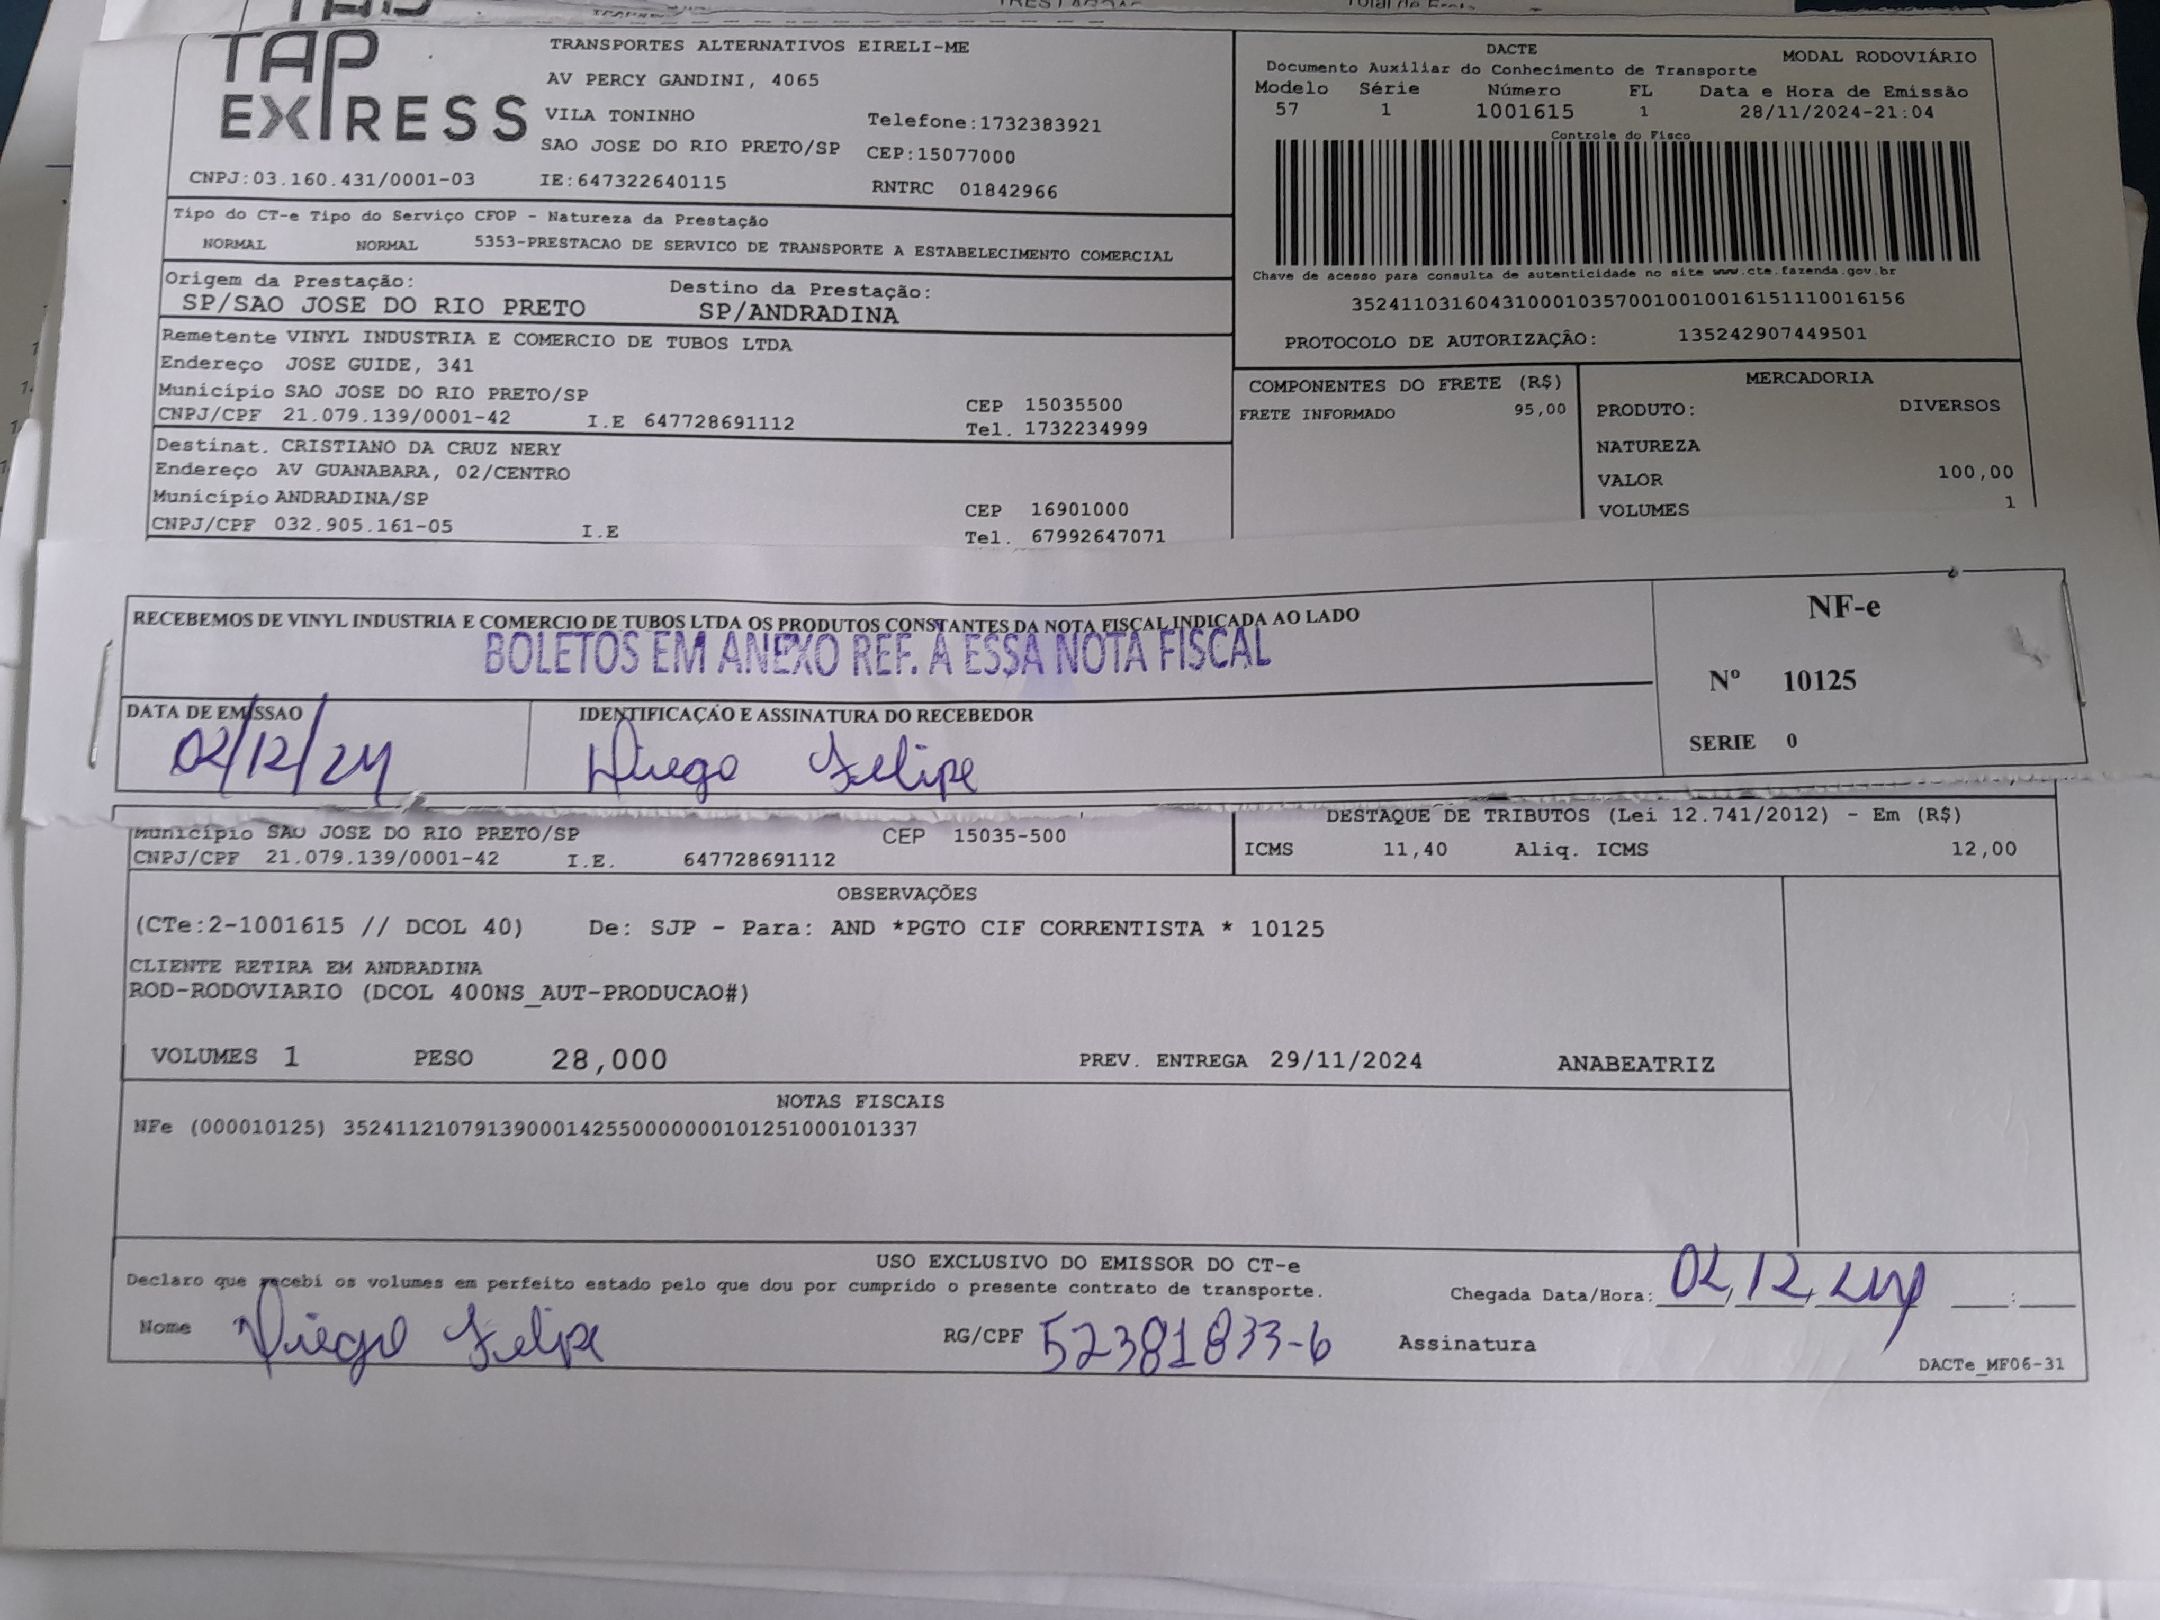 TAP EXPRESS
TRANSPORTES ALTERNATIVOS EIRELI-ME
AV PERCY GANDINI, 4065
VILA TONINHO Telefone:1732383921
SAO JOSE DO RIO PRETO/SP CEP:15077000
CNPJ:03.160.431/0001-03 IE:647322640115 RNTRC 01842966
DACTE MODAL RODOVIÁRIO
Documento Auxiliar do Conhecimento de Transporte
Modelo Série Número FL Data e Hora de Emissão
57 1 1001615 1 28/11/2024-21:04
Controle do Fisco
Chave de acesso para consulta de autenticidade no site www.cte.fazenda.gov.br
35241103160431000103570010010016151110016156
PROTOCOLO DE AUTORIZAÇÃO: 135242907449501
Tipo do CT-e Tipo do Serviço CFOP - Natureza da Prestação
NORMAL NORMAL 5353-PRESTACAO DE SERVICO DE TRANSPORTE A ESTABELECIMENTO COMERCIAL
Origem da Prestação: Destino da Prestação:
SP/SAO JOSE DO RIO PRETO SP/ANDRADINA
Remetente VINYL INDUSTRIA E COMERCIO DE TUBOS LTDA
Endereço JOSE GUIDE, 341
Município SAO JOSE DO RIO PRETO/SP CEP 15035500
CNPJ/CPF 21.079.139/0001-42 I.E 647728691112 Tel. 1732234999
Destinat. CRISTIANO DA CRUZ NERY
Endereço AV GUANABARA, 02/CENTRO
Município ANDRADINA/SP CEP 16901000
CNPJ/CPF 032.905.161-05 I.E Tel. 67992647071
COMPONENTES DO FRETE (R$)
FRETE INFORMADO 95,00
MERCADORIA
PRODUTO: DIVERSOS
NATUREZA
VALOR 100,00
VOLUMES 1
RECEBEMOS DE VINYL INDUSTRIA E COMERCIO DE TUBOS LTDA OS PRODUTOS CONSTANTES DA NOTA FISCAL INDICADA AO LADO
BOLETOS EM ANEXO REF. A ESSA NOTA FISCAL
NF-e
Nº 10125
SERIE 0
DATA DE EMISSAO IDENTIFICAÇÃO E ASSINATURA DO RECEBEDOR
02/12/24 Diego Felipe
Município SAO JOSE DO RIO PRETO/SP CEP 15035-500
CNPJ/CPF 21.079.139/0001-42 I.E. 647728691112
DESTAQUE DE TRIBUTOS (Lei 12.741/2012) - Em (R$)
ICMS 11,40 Aliq. ICMS 12,00
OBSERVAÇÕES
(CTe:2-1001615 // DCOL 40) De: SJP - Para: AND *PGTO CIF CORRENTISTA * 10125
CLIENTE RETIRA EM ANDRADINA
ROD-RODOVIARIO (DCOL 400NS_AUT-PRODUCAO#)
VOLUMES 1 PESO 28,000 PREV. ENTREGA 29/11/2024 ANABEATRIZ
NOTAS FISCAIS
NFe (000010125) 35241121079139000142550000000101251000101337
USO EXCLUSIVO DO EMISSOR DO CT-e
Declaro que recebi os volumes em perfeito estado pelo que dou por cumprido o presente contrato de transporte.
Chegada Data/Hora: 02/12/24 __:__
Nome Diego Felipe RG/CPF 52381833-6 Assinatura
DACTe_MF06-31